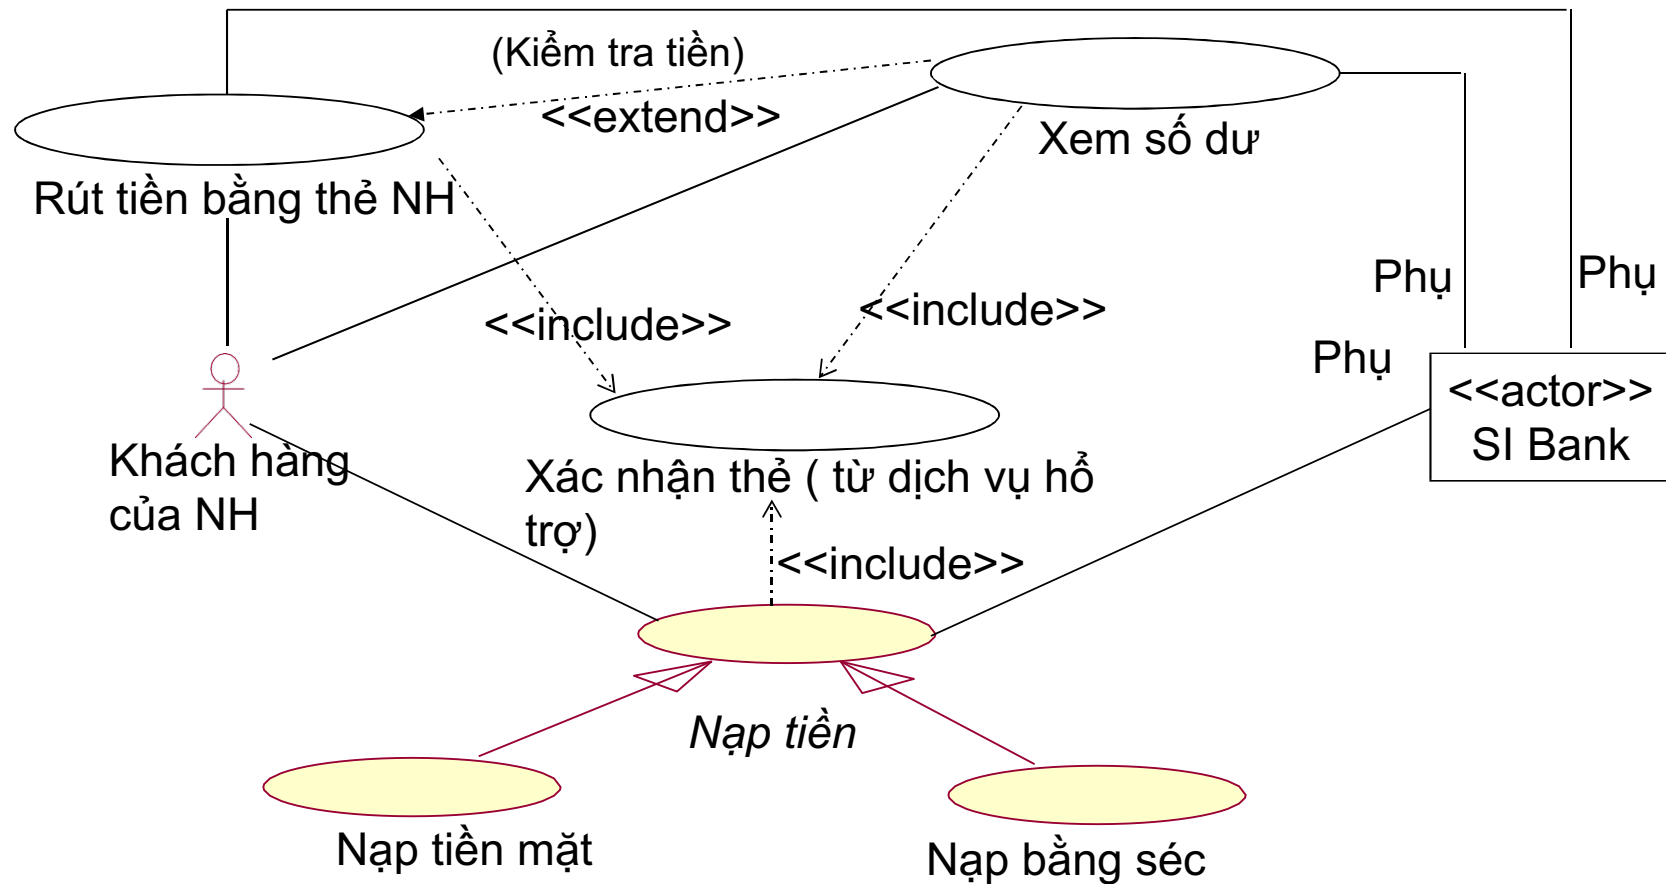 (Kiểm tra tiền)
<<extend>>
Xem số dư
Rút tiền bằng thẻ NH
Phụ
Phụ
<<include>>
<<include>>
Phụ
<<actor>>
SI Bank
Khách hàng
của NH
Xác nhận thẻ ( từ dịch vụ hổ
trợ)
<<include>>
Nạp tiền
Nạp tiền mặt
Nạp bằng séc